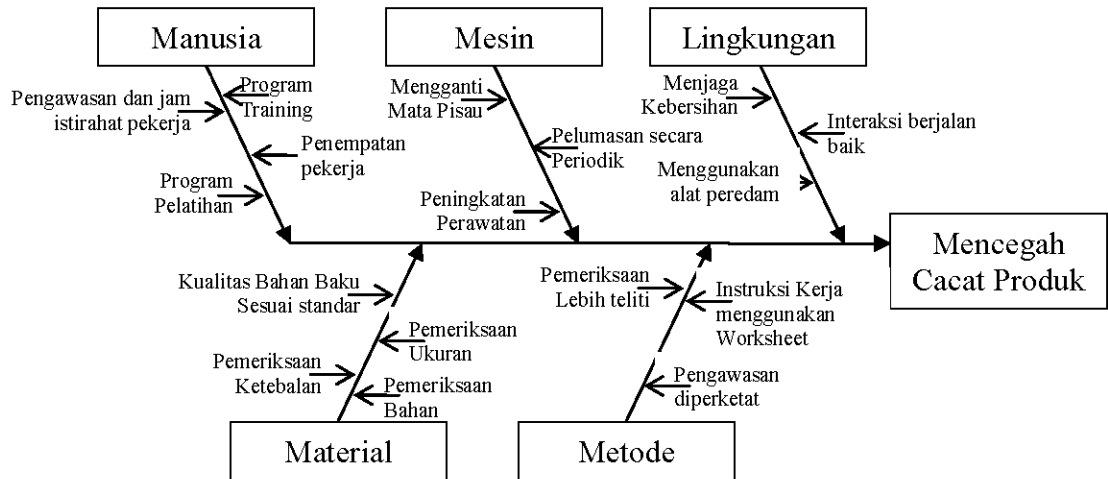 Manusia
Mesin
Lingkungan
Program
Training
Pengawasan dan jam
istirahat pekerja
Penempatan
pekerja
Program
Pelatihan
Mengganti
Mata Pisau
Pelumasan secara
Periodik
Peningkatan
Perawatan
Menjaga
Kebersihan
Interaksi berjalan
baik
Menggunakan
alat peredam
Mencegah
Cacat Produk
Kualitas Bahan Baku
Sesuai standar
Pemeriksaan
Ukuran
Pemeriksaan
Ketebalan
Pemeriksaan
Bahan
Pemeriksaan
Lebih teliti
Instruksi Kerja
menggunakan
Worksheet
Pengawasan
diperketat
Material
Metode